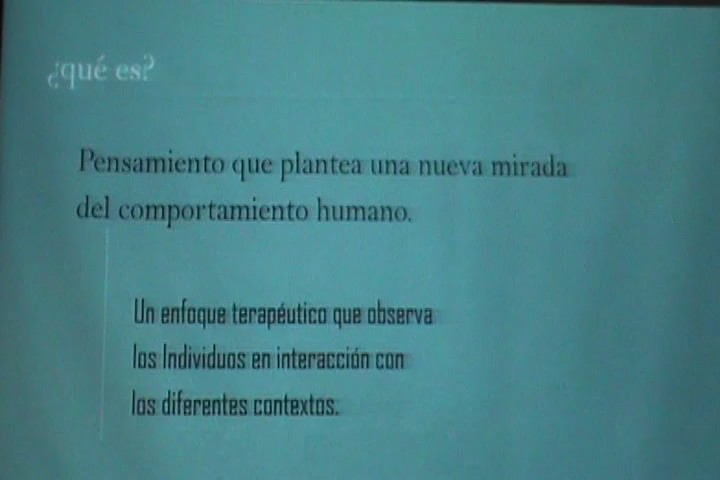 ¿qué es?
Pensamiento que plantea una nueva mirada
del comportamiento humano.
Un enfoque terapéutico que observa
los Individuos en interacción con
los diferentes contextos.